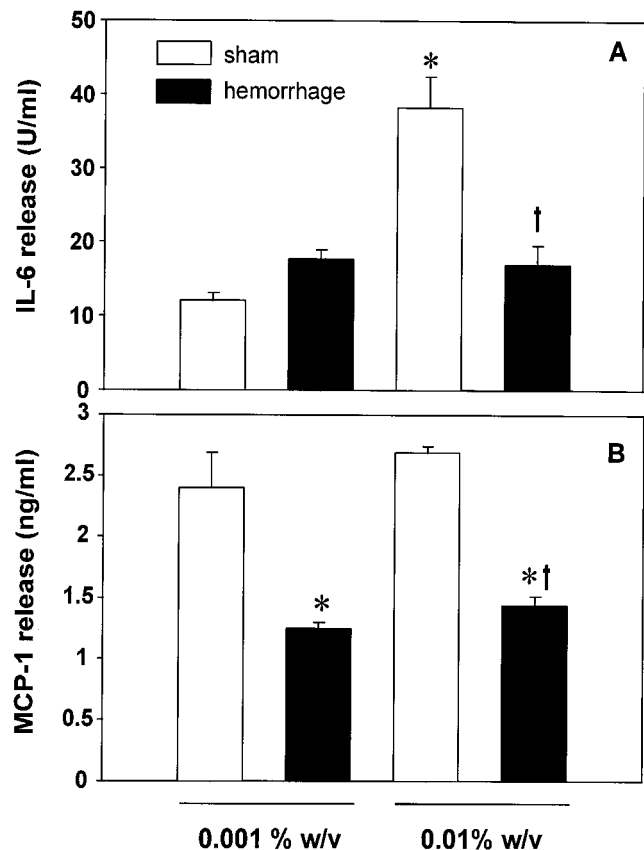 IL-6 release (U/ml)
50
40
30
20
10
0
sham
hemorrhage
A
*
†
MCP-1 release (ng/ml)
3
2.5
2
1.5
1
0.5
0
B
*
*†
0.001 % w/v
0.01% w/v